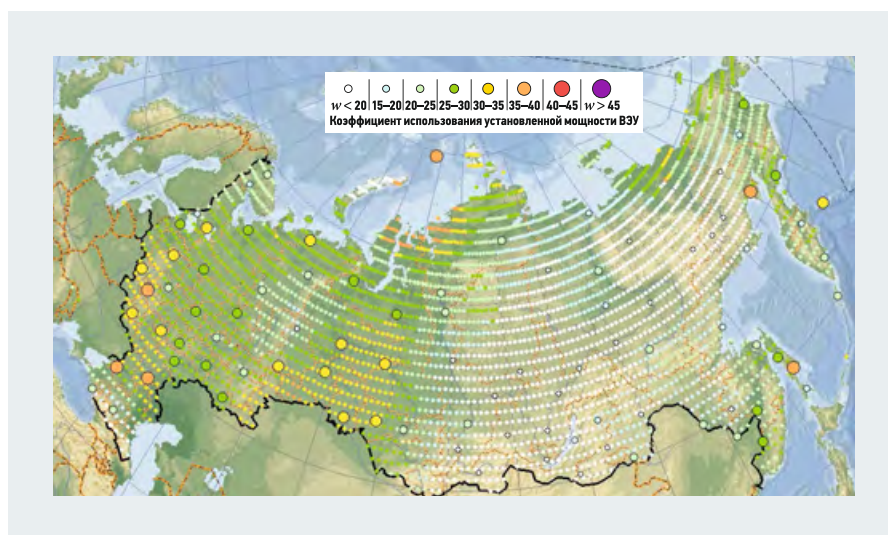 w < 20 15–20 20–25 25–30 30–35 35–40 40–45 w > 45
Коэффициент использования установленной мощности ВЭУ